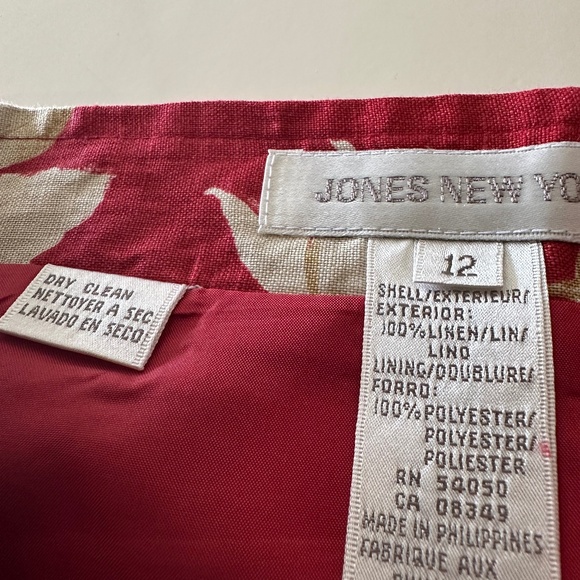 JONES NEW YO
12
DRY CLEAN
NETTOYER A SEC
LAVADO EN SECO
SHELL/EXTERIEUR/
EXTERIOR:
100% LINEN/LIN/
LINO
LINING/DOUBLURE/
FORRO:
100% POLYESTER/
POLYESTER/
POLIESTER
RN 54050
CA 08349
MADE IN PHILIPPINES
FABRIQUE AUX